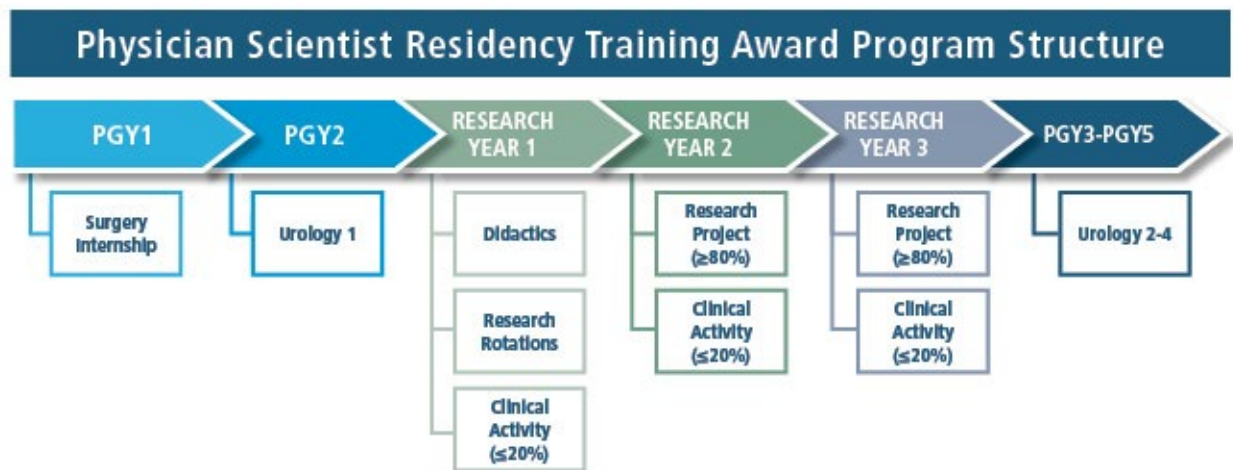 Physician Scientist Residency Training Award Program Structure
PGY1
PGY2
RESEARCH
YEAR 1
RESEARCH
YEAR 2
RESEARCH
YEAR 3
PGY3-PGY5
Surgery
Internship
Urology 1
Didactics
Research
Rotations
Clinical
Activity
(≤20%)
Research
Project
(≥80%)
Clinical
Activity
(≤20%)
Research
Project
(≥80%)
Clinical
Activity
(≤20%)
Urology 2-4